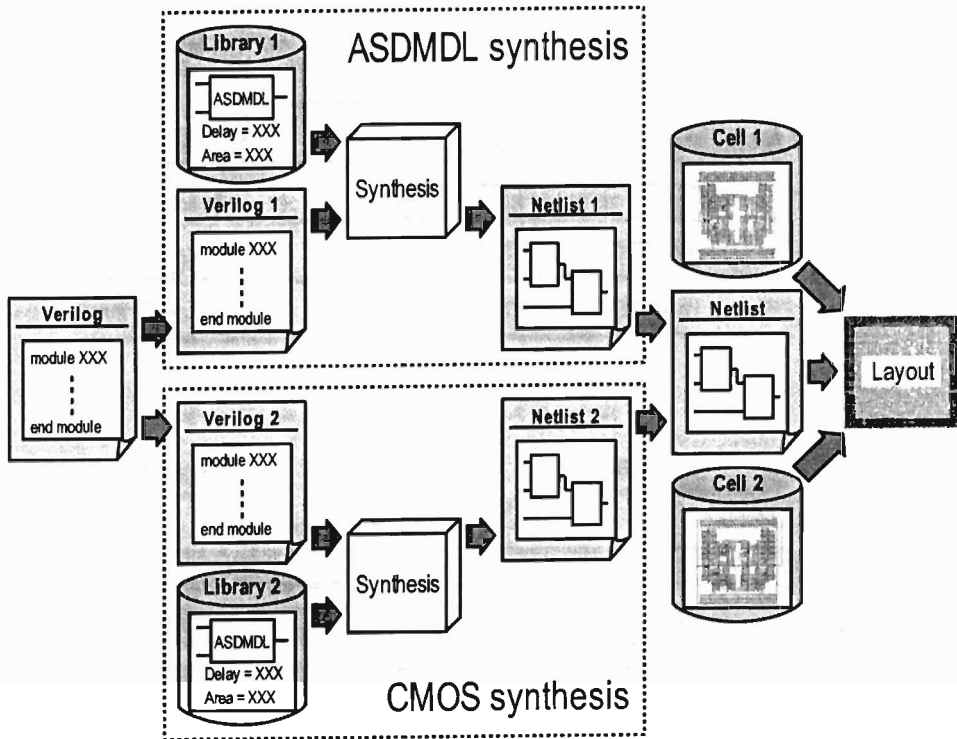 ASDMDL synthesis
Library 1
ASDMDL
Delay = XXX
Area = XXX
Synthesis
Verilog 1
module XXX
end module
Netlist 1
Cell 1
Verilog
module XXX
end module
Netlist
Layout
Verilog 2
module XXX
end module
Netlist 2
Cell 2
Synthesis
Library 2
ASDMDL
Delay = XXX
Area = XXX
CMOS synthesis